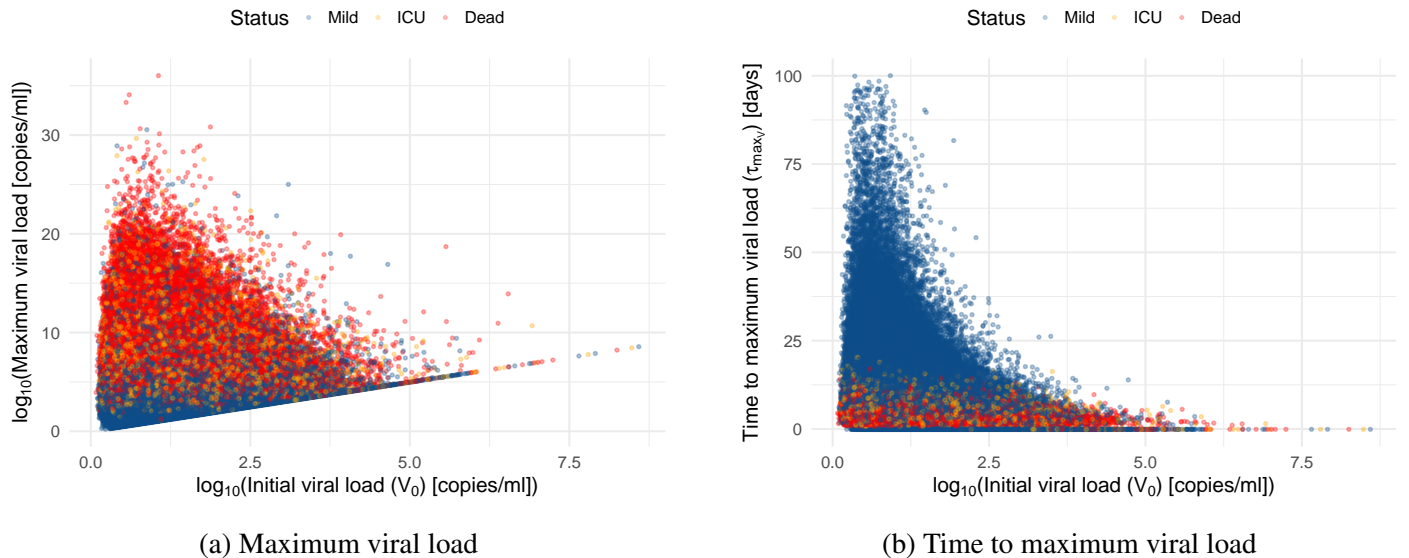 Status Mild ICU Dead
log₁₀(Maximum viral load [copies/ml])
30
20
10
0
0.0 2.5 5.0 7.5
log₁₀(Initial viral load (V₀) [copies/ml])
(a) Maximum viral load
Status Mild ICU Dead
Time to maximum viral load (τ_max_V) [days]
100
75
50
25
0
0.0 2.5 5.0 7.5
log₁₀(Initial viral load (V₀) [copies/ml])
(b) Time to maximum viral load